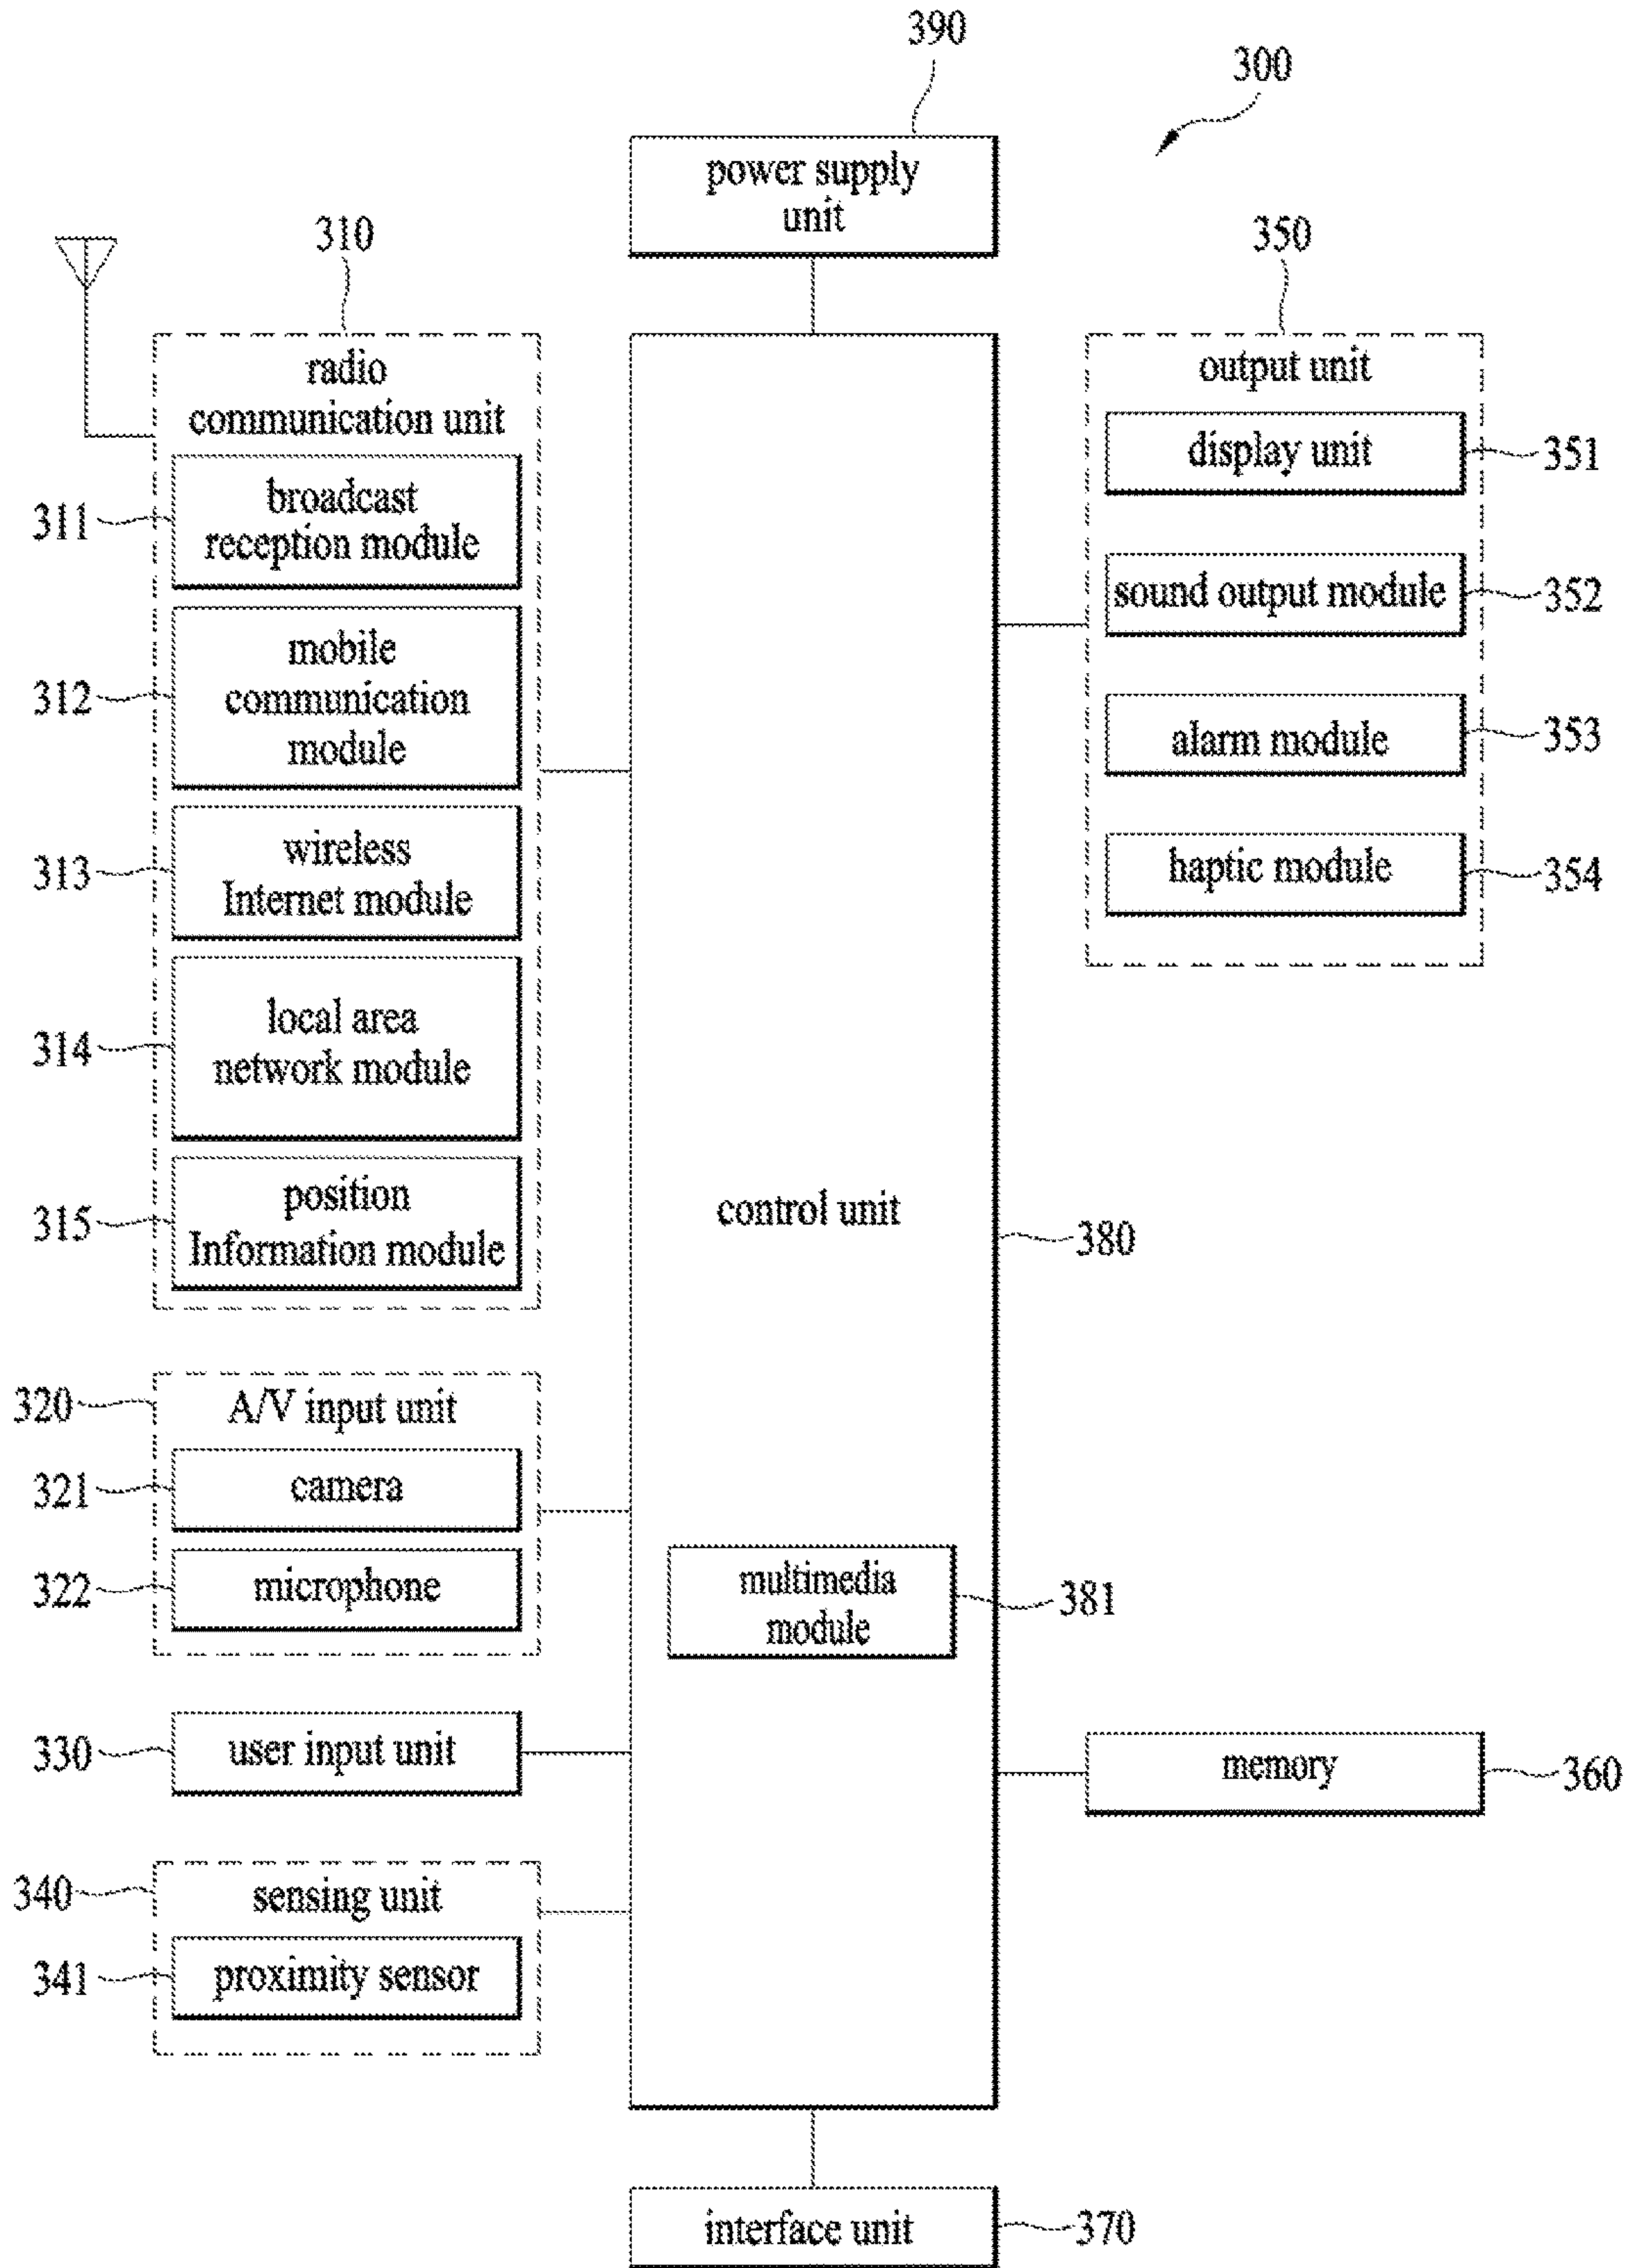 390
300
power supply
unit
310
350
radio
communication unit
311
broadcast
reception module
312
mobile
communication
module
313
wireless
Internet module
314
local area
network module
315
position
Information module
output unit
display unit
351
sound output module
352
alarm module
353
haptic module
354
control unit
380
320
A/V input unit
321
camera
322
microphone
multimedia
module
381
330
user input unit
memory
360
340
sensing unit
341
proximity sensor
interface unit
370